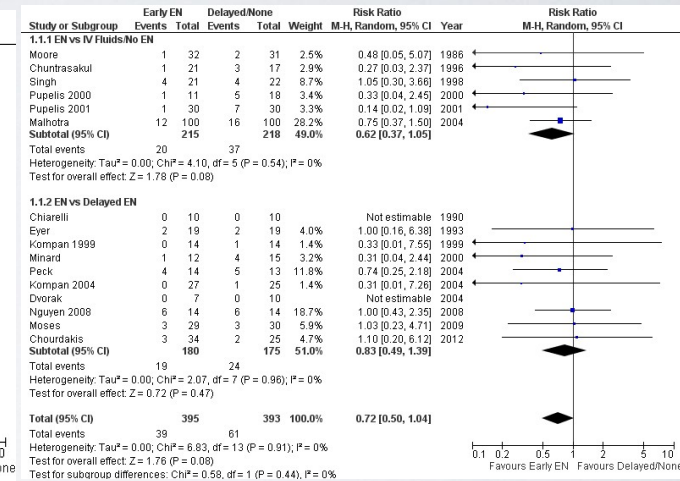 Early EN Delayed/None Risk Ratio Risk Ratio
Study or Subgroup Events Total Events Total Weight M-H, Random, 95% CI Year M-H, Random, 95% CI
1.1.1 EN vs IV Fluids/No EN
Moore 1 32 2 31 2.5% 0.48 [0.05, 5.07] 1986
Chuntrasakul 1 21 3 17 2.8% 0.27 [0.03, 2.37] 1996
Singh 4 21 4 22 8.4% 1.05 [0.30, 3.66] 1998
Pupelis 2000 1 11 5 18 3.2% 0.33 [0.04, 2.45] 2000
Pupelis 2001 1 30 7 30 3.2% 0.14 [0.02, 1.09] 2001
Malhotra 12 100 16 100 28.2% 0.75 [0.37, 1.50] 2004
Subtotal (95% CI) 215 218 49.0% 0.62 [0.37, 1.05]
Total events 20 37
Heterogeneity: Tau² = 0.00; Chi² = 4.10, df = 5 (P = 0.54); I² = 0%
Test for overall effect: Z = 1.78 (P = 0.08)
1.1.2 EN vs Delayed EN
Chiarelli 0 10 0 10 Not estimable 1990
Eyer 2 19 2 19 4.0% 1.00 [0.16, 6.38] 1993
Kompan 1999 0 14 1 14 1.4% 0.33 [0.01, 7.55] 1999
Minard 1 12 4 15 3.2% 0.31 [0.04, 2.44] 2000
Peck 4 14 5 13 11.8% 0.74 [0.25, 2.18] 2004
Kompan 2004 0 27 1 25 1.4% 0.31 [0.01, 7.26] 2004
Dvorak 0 7 0 10 Not estimable 2004
Nguyen 2008 6 14 6 14 18.7% 1.00 [0.43, 2.35] 2008
Moses 3 29 3 30 5.9% 1.03 [0.23, 4.71] 2009
Chourdakis 3 34 2 25 4.7% 1.10 [0.20, 6.12] 2012
Subtotal (95% CI) 180 175 51.0% 0.83 [0.49, 1.39]
Total events 19 24
Heterogeneity: Tau² = 0.00; Chi² = 2.07, df = 7 (P = 0.96); I² = 0%
Test for overall effect: Z = 0.72 (P = 0.47)
Total (95% CI) 395 393 100.0% 0.72 [0.50, 1.04]
Total events 39 61
Heterogeneity: Tau² = 0.00; Chi² = 6.83, df = 13 (P = 0.91); I² = 0%
Test for overall effect: Z = 1.76 (P = 0.08)
Test for subgroup differences: Chi² = 0.58, df = 1 (P = 0.44), I² = 0%
0.1 0.2 0.5 1 2 5 10
Favours Early EN Favours Delayed/None